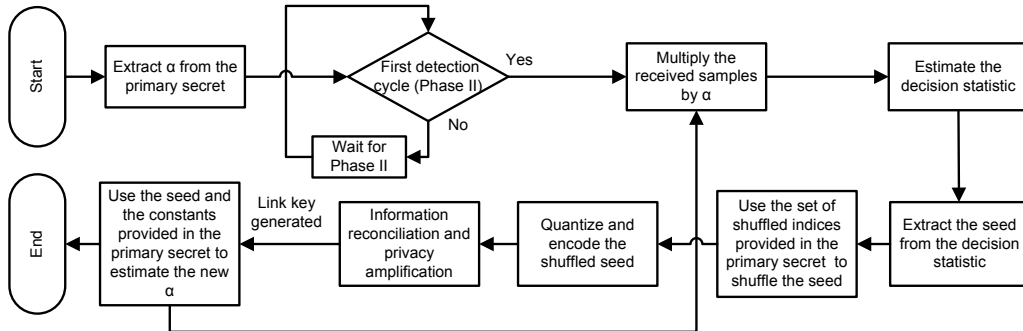 Start
Extract α from the
primary secret
First detection
cycle (Phase II)
Yes
No
Wait for
Phase II
Multiply the
received samples
by α
Estimate the
decision statistic
Extract the seed
from the decision
statistic
Use the set of
shuffled indices
provided in the
primary secret to
shuffle the seed
Quantize and
encode the
shuffled seed
Information
reconciliation and
privacy
amplification
Link key
generated
Use the seed and
the constants
provided in the
primary secret to
estimate the new
α
End